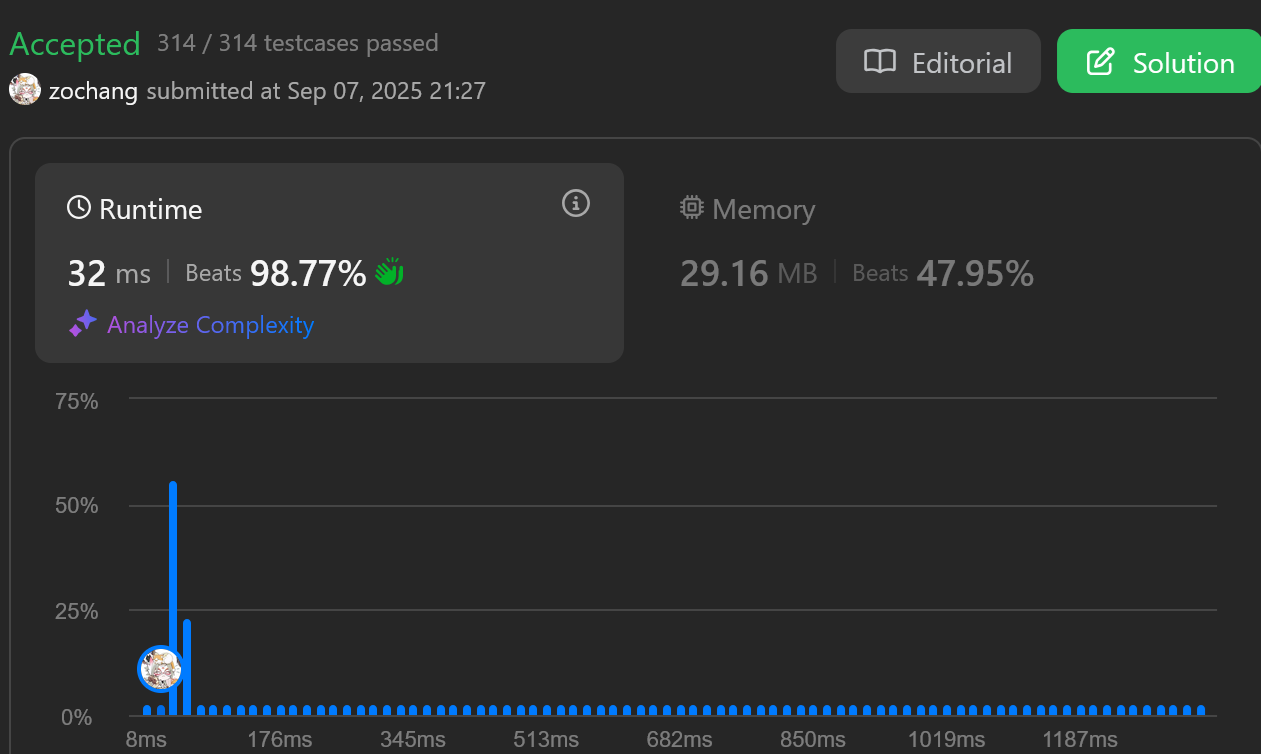 Accepted 314 / 314 testcases passed
Editorial
Solution
zochang submitted at Sep 07, 2025 21:27
Runtime
32 ms Beats 98.77%
Analyze Complexity
Memory
29.16 MB Beats 47.95%
75%
50%
25%
0%
8ms 176ms 345ms 513ms 682ms 850ms 1019ms 1187ms